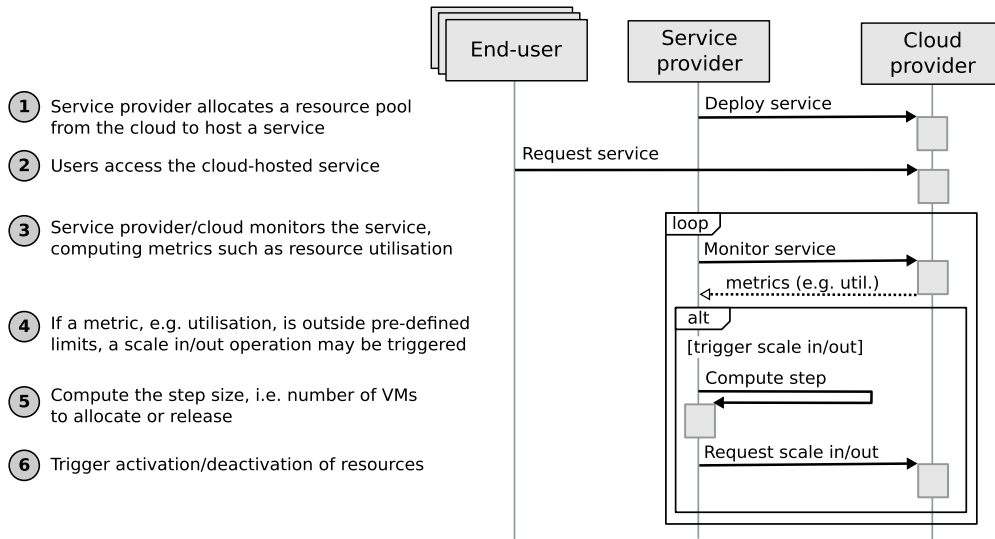 End-user
Service
provider
Cloud
provider
1
Service provider allocates a resource pool
from the cloud to host a service
Deploy service
2
Users access the cloud-hosted service
Request service
3
Service provider/cloud monitors the service,
computing metrics such as resource utilisation
loop
Monitor service
metrics (e.g. util.)
4
If a metric, e.g. utilisation, is outside pre-defined
limits, a scale in/out operation may be triggered
alt
[trigger scale in/out]
5
Compute the step size, i.e. number of VMs
to allocate or release
Compute step
6
Trigger activation/deactivation of resources
Request scale in/out